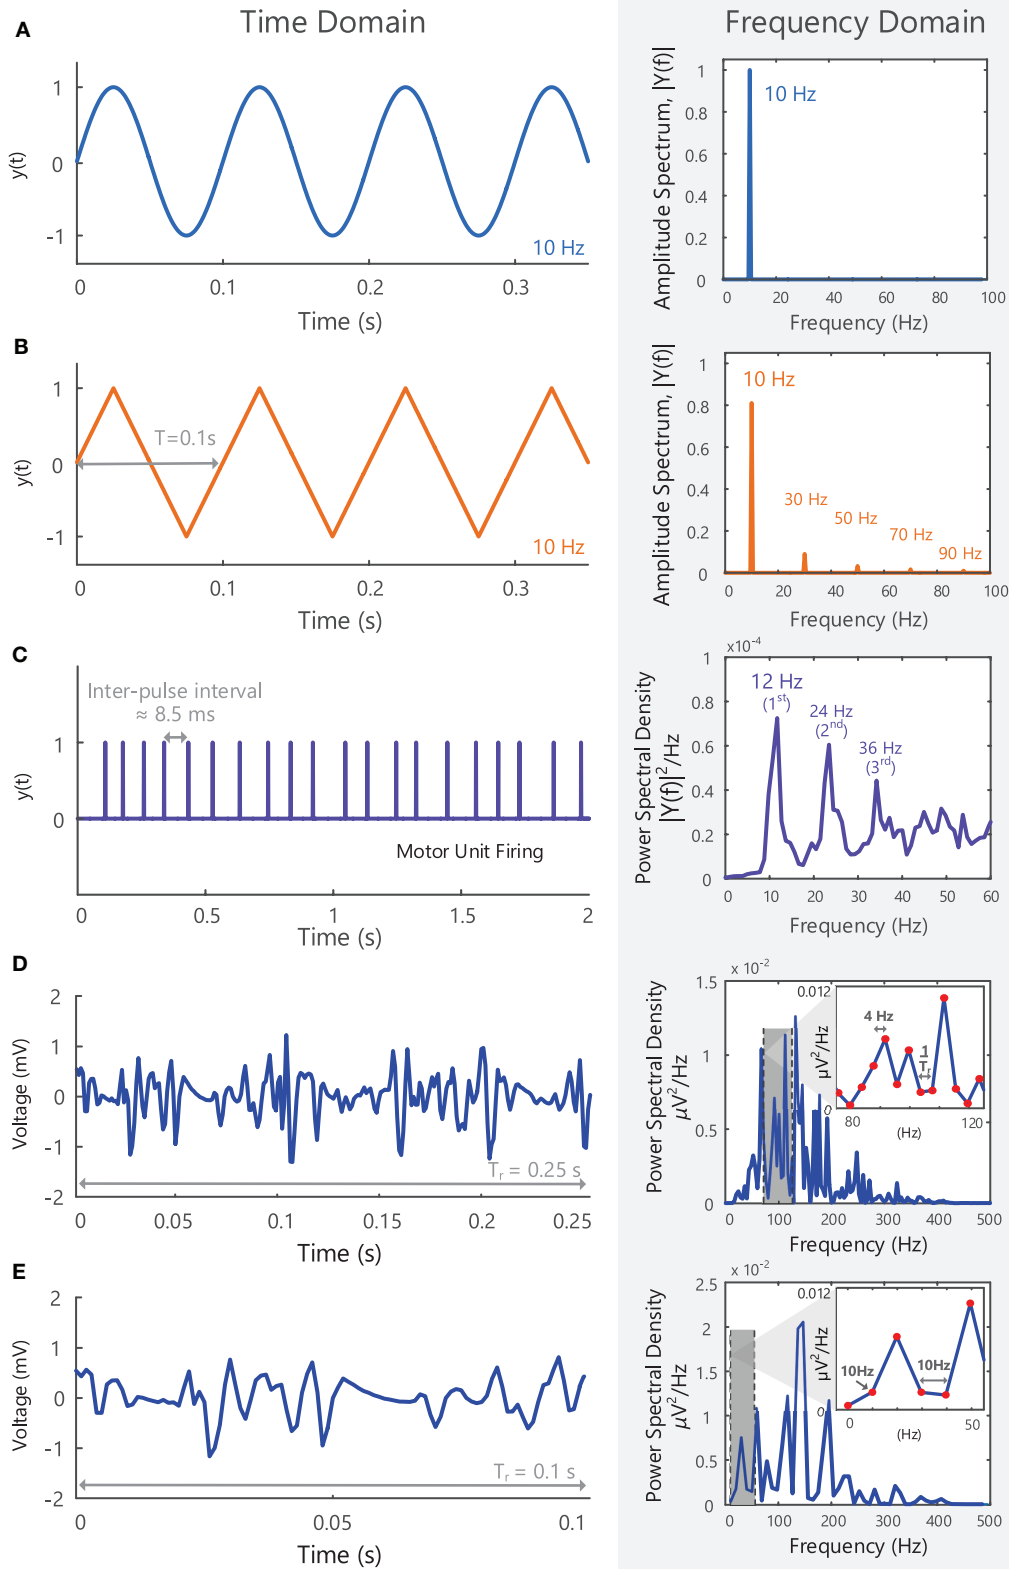 Time Domain
Frequency Domain
A
1
0
-1
y(t)
10 Hz
0 0.1 0.2 0.3
Time (s)
1
0.8
0.6
0.4
0.2
0
Amplitude Spectrum, |Y(f)|
10 Hz
0 20 40 60 80 100
Frequency (Hz)
B
1
0
-1
y(t)
T=0.1s
10 Hz
0 0.1 0.2 0.3
Time (s)
1
0.8
0.6
0.4
0.2
0
Amplitude Spectrum, |Y(f)|
10 Hz
30 Hz
50 Hz
70 Hz
90 Hz
0 20 40 60 80 100
Frequency (Hz)
C
Inter-pulse interval
≈ 8.5 ms
1
0
y(t)
Motor Unit Firing
0 0.5 1 1.5 2
Time (s)
x10-4
1
0.8
0.6
0.4
0.2
0
Power Spectral Density
|Y(f)|2/Hz
12 Hz
(1st)
24 Hz
(2nd)
36 Hz
(3rd)
0 10 20 30 40 50 60
Frequency (Hz)
D
2
1
0
-1
-2
Voltage (mV)
Tr = 0.25 s
0 0.05 0.1 0.15 0.2 0.25
Time (s)
x 10-2
1.5
1
0.5
0
Power Spectral Density
μV2/Hz
0.012
0
μV2/Hz
4 Hz
1
Tr
80 120
(Hz)
0 100 200 300 400 500
Frequency (Hz)
E
2
1
0
-1
-2
Voltage (mV)
Tr = 0.1 s
0 0.05 0.1
Time (s)
x 10-2
2.5
2
1.5
1
0.5
0
Power Spectral Density
μV2/Hz
0.012
0
μV2/Hz
10Hz
10Hz
0 50
(Hz)
0 100 200 300 400 500
Frequency (Hz)